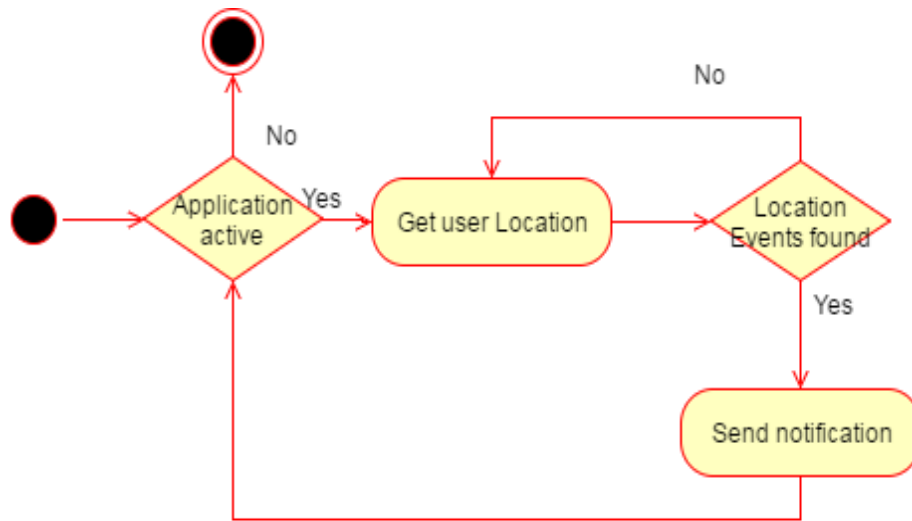 No
No
Application
active
Yes
Get user Location
Location
Events found
Yes
Send notification